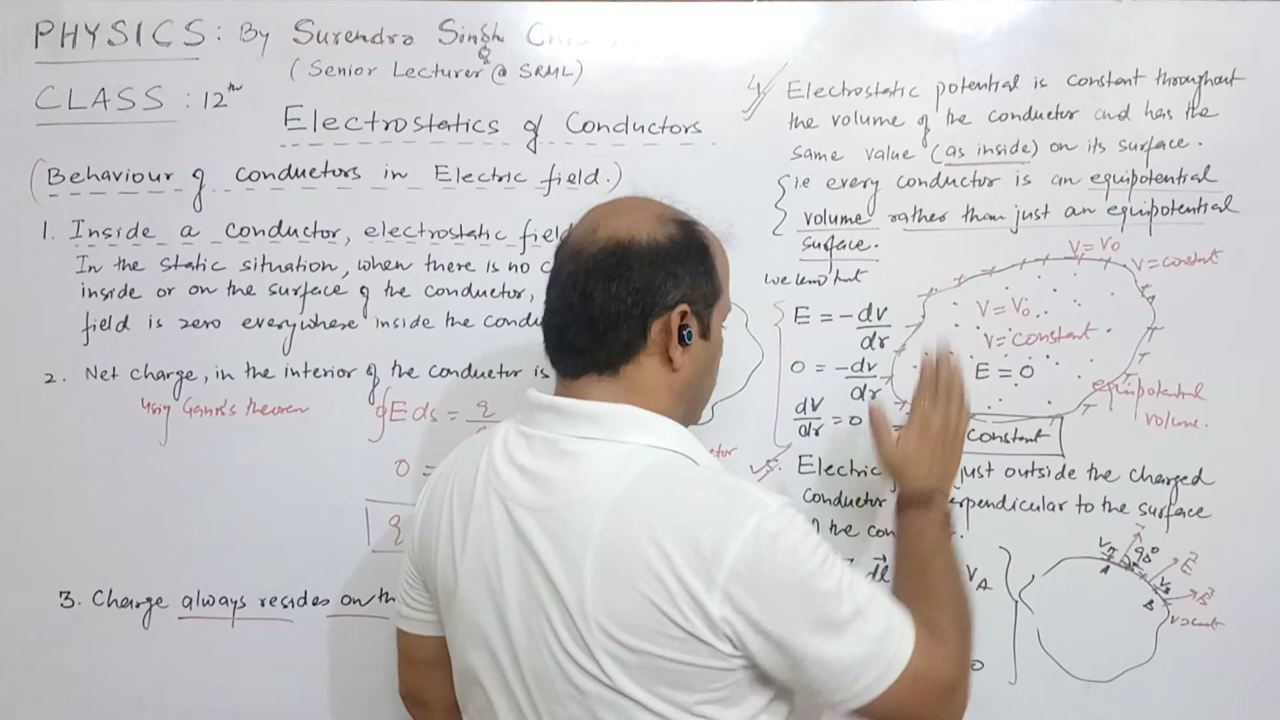 PHYSICS: By Surendra Singh
(Senior Lecturer @ SRML)
CLASS : 12th
Electrostatics of Conductors
(Behaviour of conductors in Electric field.)
1. Inside a conductor, electrostatic field
In the static situation, when there is no
inside or on the surface of the conductor,
field is zero everywhere inside the
2. Net charge, in the interior of the conductor is
using Gauss's theorem
∮E ds = q
0 =
q
3. Charge always resides on
4 Electrostatic potential is constant throughout
the volume of the conductor and has the
same value (as inside) on its surface.
{i.e every conductor is an equipotential
volume rather than just an equipotential
surface.
we know that
E = -dv/dr
0 = -dv/dr
dV/dr = 0
constant
V = V0
V = constant
V = V0
V = constant
E = 0
equipotential
volume.
5. Electric just outside the charged
conductor perpendicular to the surface
the
dl
VA
0
90°
A
E
B
E